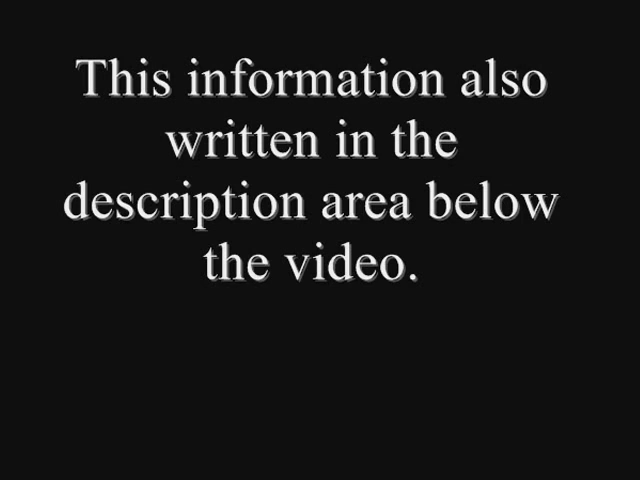 This information also
written in the
description area below
the video.